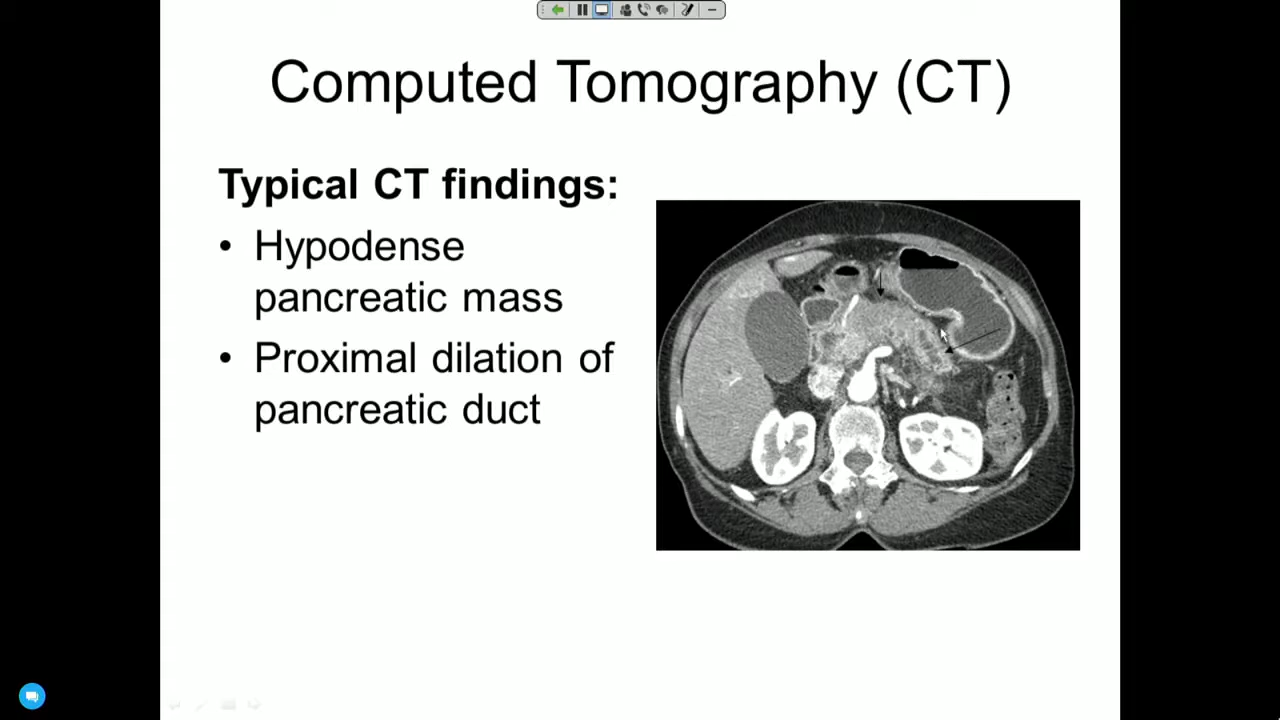 Computed Tomography (CT)
Typical CT findings:
• Hypodense
pancreatic mass
• Proximal dilation of
pancreatic duct